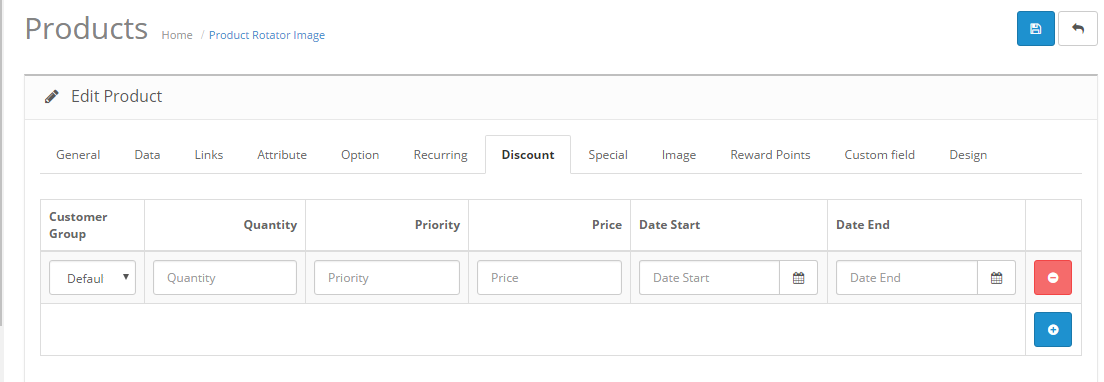 Products Home / Product Rotator Image
Edit Product
General Data Links Attribute Option Recurring Discount Special Image Reward Points Custom field Design
Customer Group Quantity Priority Price Date Start Date End
Defaul Quantity Priority Price Date Start Date End